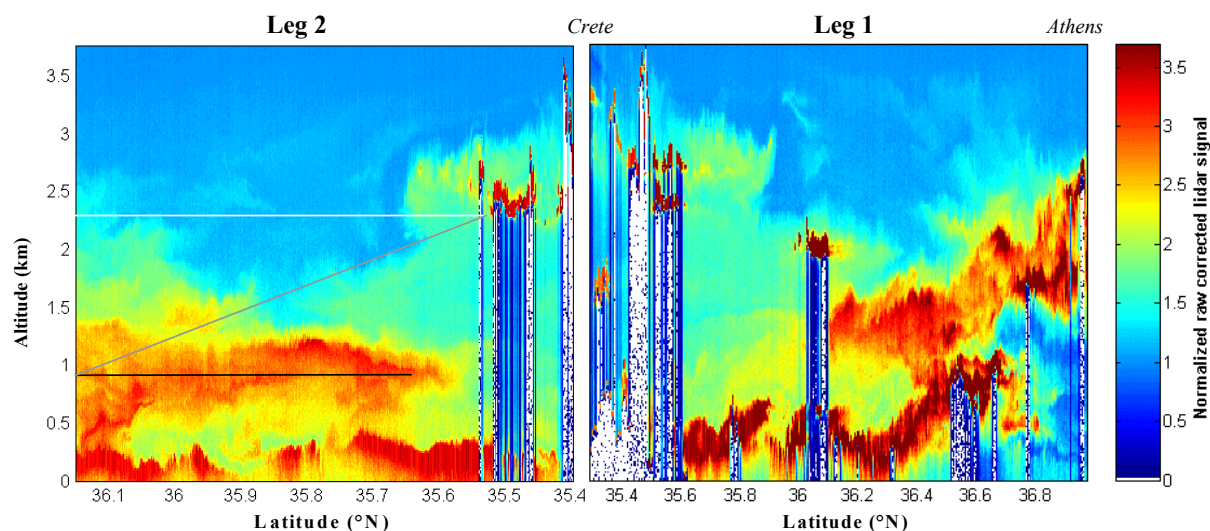 Leg 2
Crete
Leg 1
Athens
3.5
3
2.5
2
1.5
1
0.5
0
Altitude (km)
36.1 36 35.9 35.8 35.7 35.6 35.5 35.4
Latitude (°N)
35.4 35.6 35.8 36 36.2 36.4 36.6 36.8
Latitude (°N)
3.5
3
2.5
2
1.5
1
0.5
0
Normalized raw corrected lidar signal